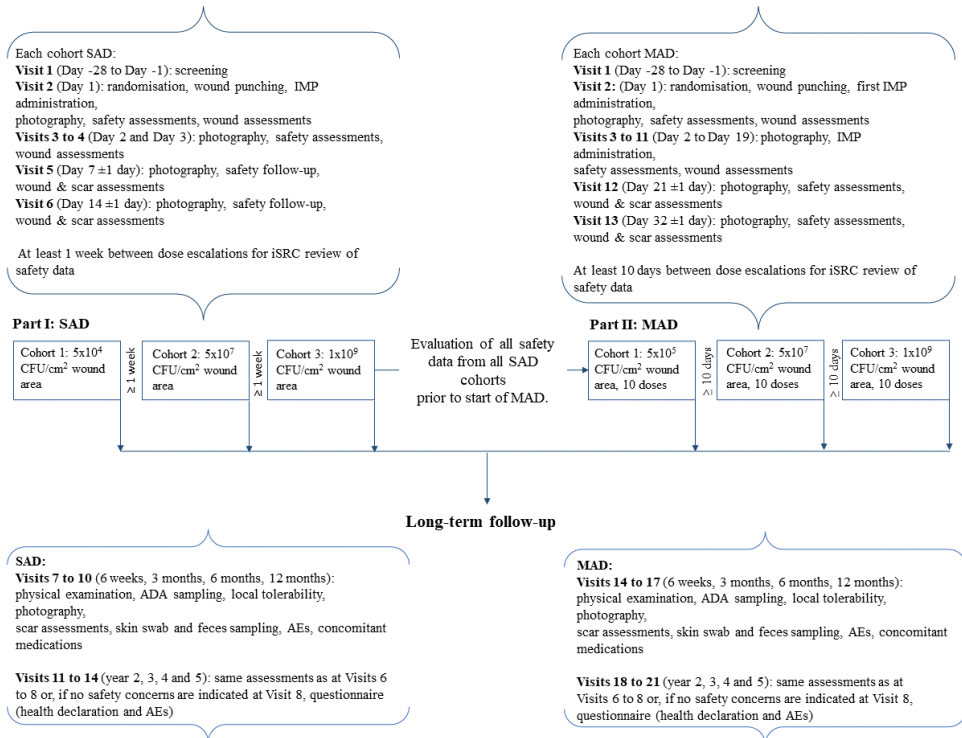 Each cohort SAD:
Visit 1 (Day -28 to Day -1): screening
Visit 2 (Day 1): randomisation, wound punching, IMP
administration,
photography, safety assessments, wound assessments
Visits 3 to 4 (Day 2 and Day 3): photography, safety assessments,
wound assessments
Visit 5 (Day 7 ±1 day): photography, safety follow-up,
wound & scar assessments
Visit 6 (Day 14 ±1 day): photography, safety follow-up,
wound & scar assessments
At least 1 week between dose escalations for iSRC review of
safety data
Each cohort MAD:
Visit 1 (Day -28 to Day -1): screening
Visit 2: (Day 1): randomisation, wound punching, first IMP
administration,
photography, safety assessments, wound assessments
Visits 3 to 11 (Day 2 to Day 19): photography, IMP
administration,
safety assessments, wound assessments
Visit 12 (Day 21 ±1 day): photography, safety assessments,
wound & scar assessments
Visit 13 (Day 32 ±1 day): photography, safety assessments,
wound & scar assessments
At least 10 days between dose escalations for iSRC review of
safety data
Part I: SAD
Cohort 1: 5x10⁴
CFU/cm² wound
area
≥ 1 week
Cohort 2: 5x10⁷
CFU/cm² wound
area
≥ 1 week
Cohort 3: 1x10⁹
CFU/cm² wound
area
Evaluation of all safety
data from all SAD
cohorts
prior to start of MAD.
Part II: MAD
Cohort 1: 5x10⁵
CFU/cm² wound
area, 10 doses
≥ 10 days
Cohort 2: 5x10⁷
CFU/cm² wound
area, 10 doses
≥ 10 days
Cohort 3: 1x10⁹
CFU/cm² wound
area, 10 doses
Long-term follow-up
SAD:
Visits 7 to 10 (6 weeks, 3 months, 6 months, 12 months):
physical examination, ADA sampling, local tolerability,
photography,
scar assessments, skin swab and feces sampling, AEs, concomitant
medications
Visits 11 to 14 (year 2, 3, 4 and 5): same assessments as at Visits 6
to 8 or, if no safety concerns are indicated at Visit 8, questionnaire
(health declaration and AEs)
MAD:
Visits 14 to 17 (6 weeks, 3 months, 6 months, 12 months):
physical examination, ADA sampling, local tolerability,
photography,
scar assessments, skin swab and feces sampling, AEs, concomitant
medications
Visits 18 to 21 (year 2, 3, 4 and 5): same assessments as at
Visits 6 to 8 or, if no safety concerns are indicated at Visit 8,
questionnaire (health declaration and AEs)